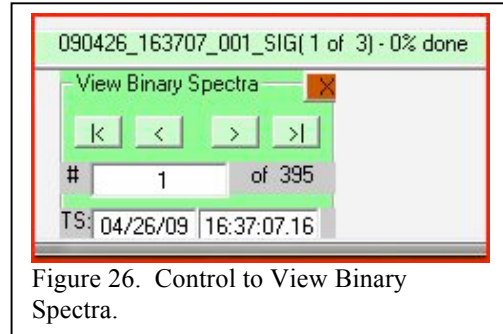 090426_163707_001_SIG( 1 of 3) - 0% done
View Binary Spectra X
|< < > >|
# 1 of 395
TS: 04/26/09 16:37:07.16
Figure 26. Control to View Binary
Spectra.